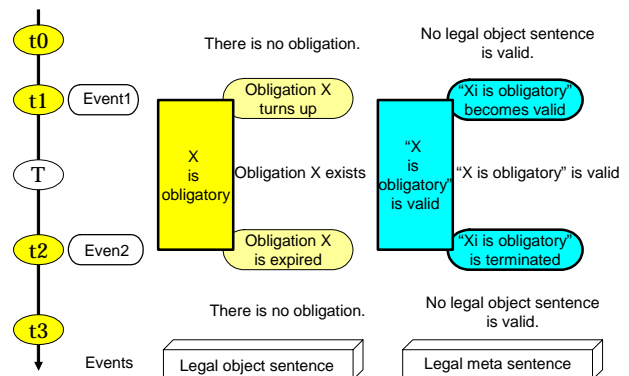 t0
There is no obligation.
No legal object sentence
is valid.
t1
Event1
Obligation X
turns up
"Xi is obligatory"
becomes valid
T
X
is
obligatory
Obligation X exists
"X
is
obligatory"
is valid
"X is obligatory" is valid
t2
Even2
Obligation X
is expired
"Xi is obligatory"
is terminated
There is no obligation.
No legal object sentence
is valid.
t3
Events
Legal object sentence
Legal meta sentence